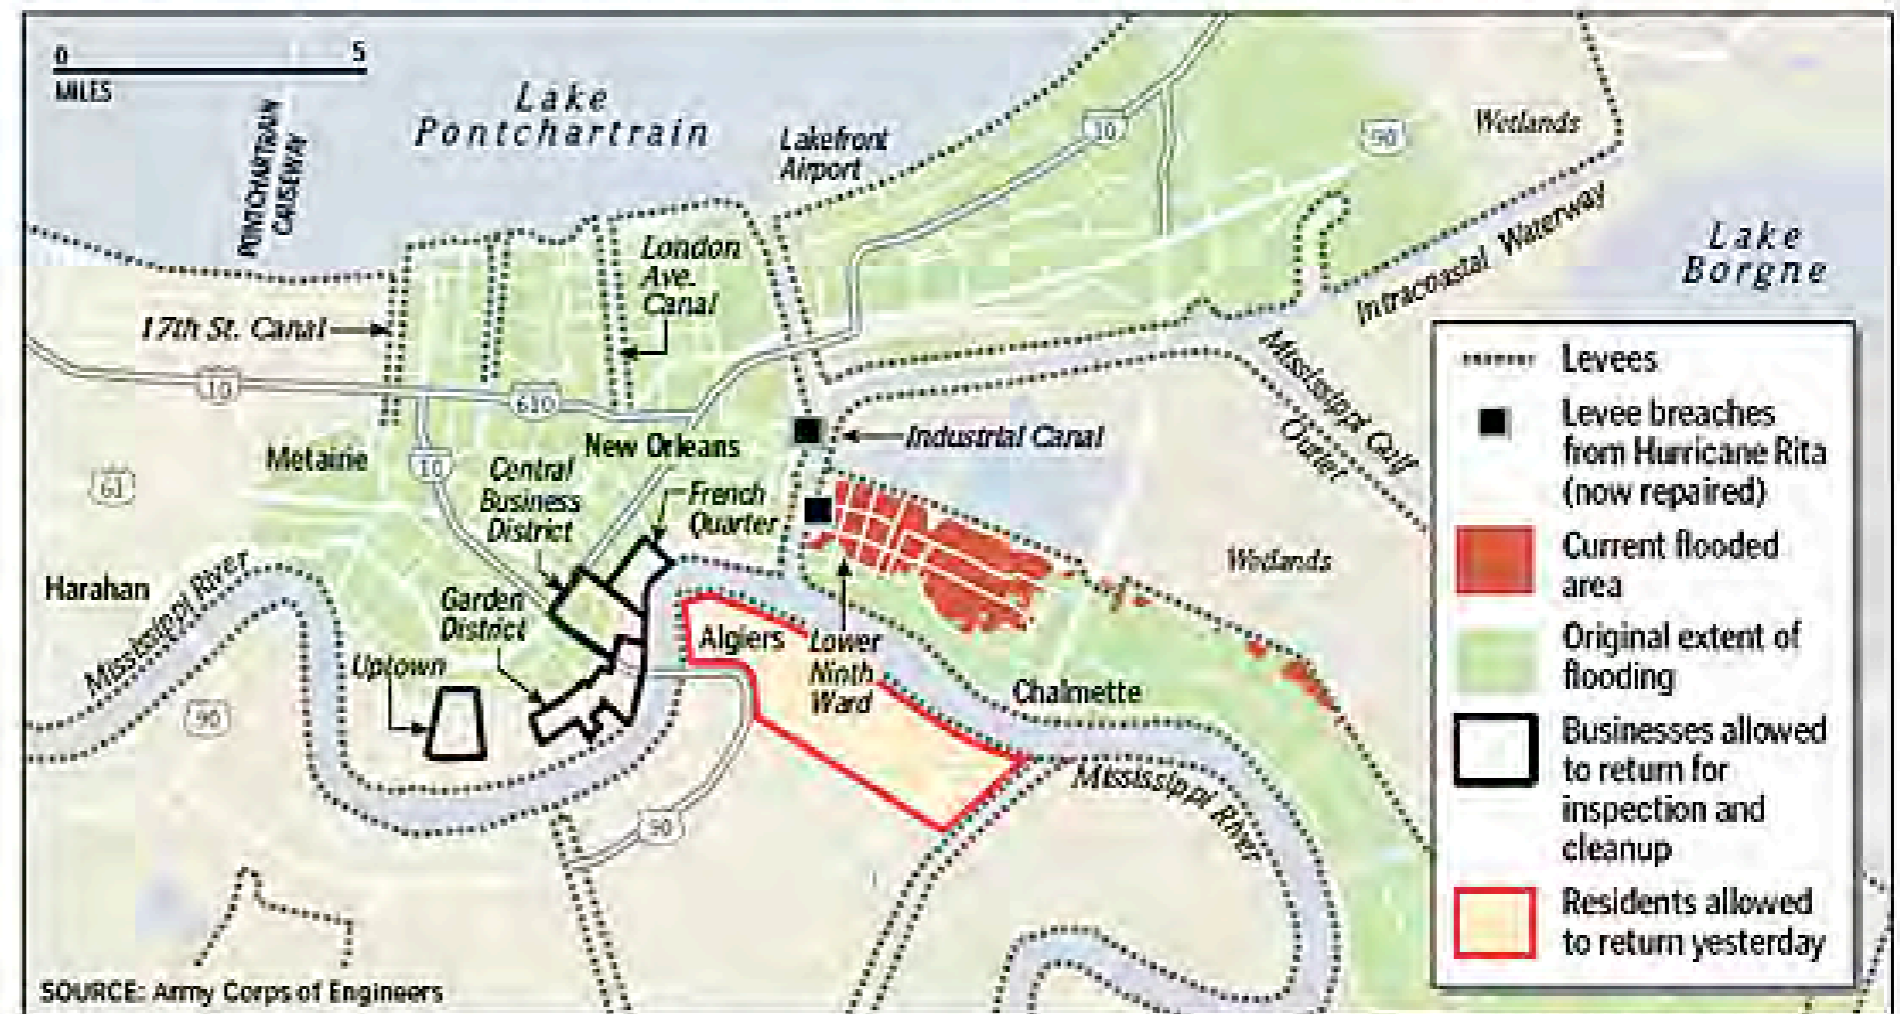 0 5
MILES
PONTCHARTRAIN
CAUSEWAY
Lake
Pontchartrain
Lakefront
Airport
10
90
Wetlands
Intracoastal Waterway
Lake
Borgne
London
Ave.
Canal
17th St. Canal
10
610
Metairie
10
61
New Orleans
Central
Business
District
French
Quarter
Industrial Canal
Mississippi Gulf
Outlet
Wetlands
Harahan
Mississippi River
Garden
District
Uptown
90
Algiers
Lower
Ninth
Ward
Chalmette
Mississippi River
90
Levees
Levee breaches
from Hurricane Rita
(now repaired)
Current flooded
area
Original extent of
flooding
Businesses allowed
to return for
inspection and
cleanup
Residents allowed
to return yesterday
SOURCE: Army Corps of Engineers